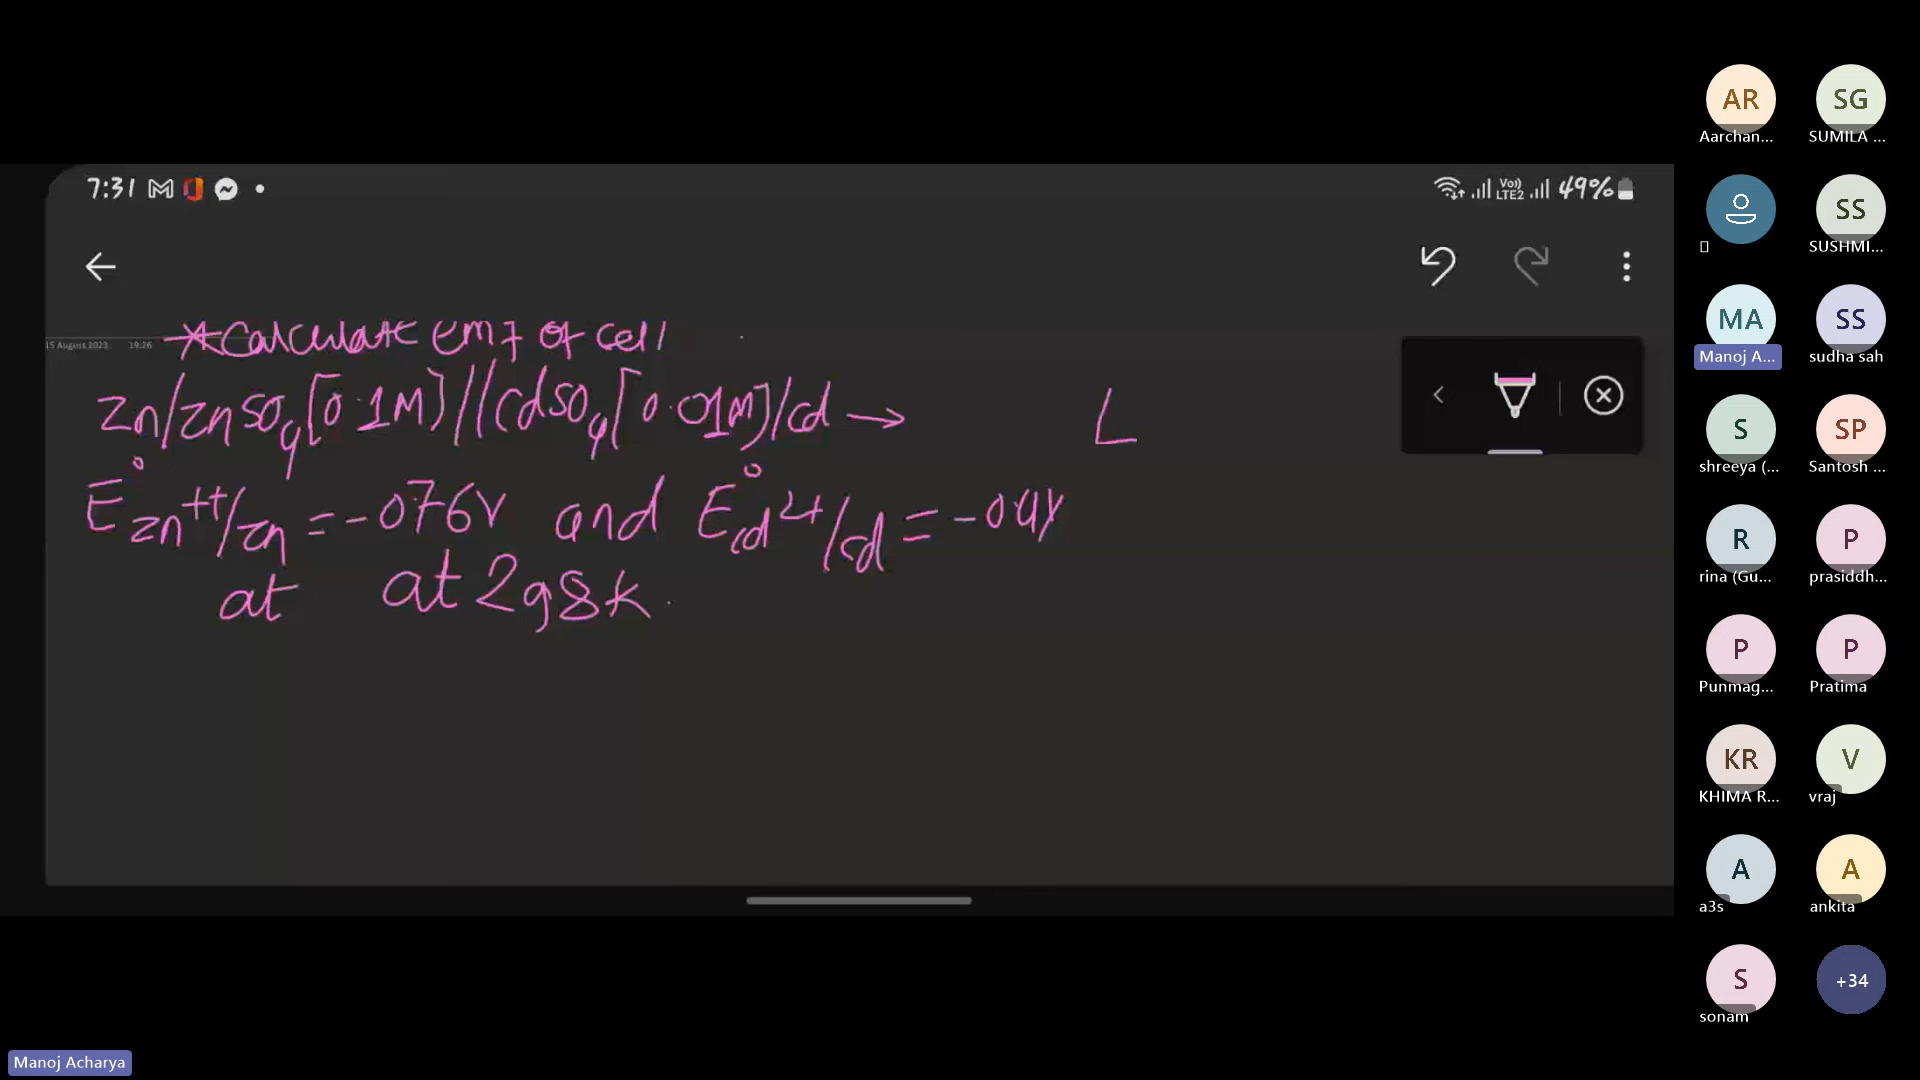 7:31 49%
Vo)
LTE2
15 August 2023 19:26
*Calculate emf of cell
Zn/ZnSO4[0.1M]//CdSO4[0.01M]/Cd →
L
E° Zn++/Zn = -0.76V and E° Cd2+/Cd = -0.4V
at at 298K.
AR
Aarchan...
SG
SUMILA ...
SS
SUSHMI...
MA
Manoj A...
SS
sudha sah
S
shreeya (...
SP
Santosh ...
R
rina (Gu...
P
prasiddh...
P
Punmag...
P
Pratima
KR
KHIMA R...
V
vraj
A
a3s
A
ankita
S
sonam
+34
Manoj Acharya